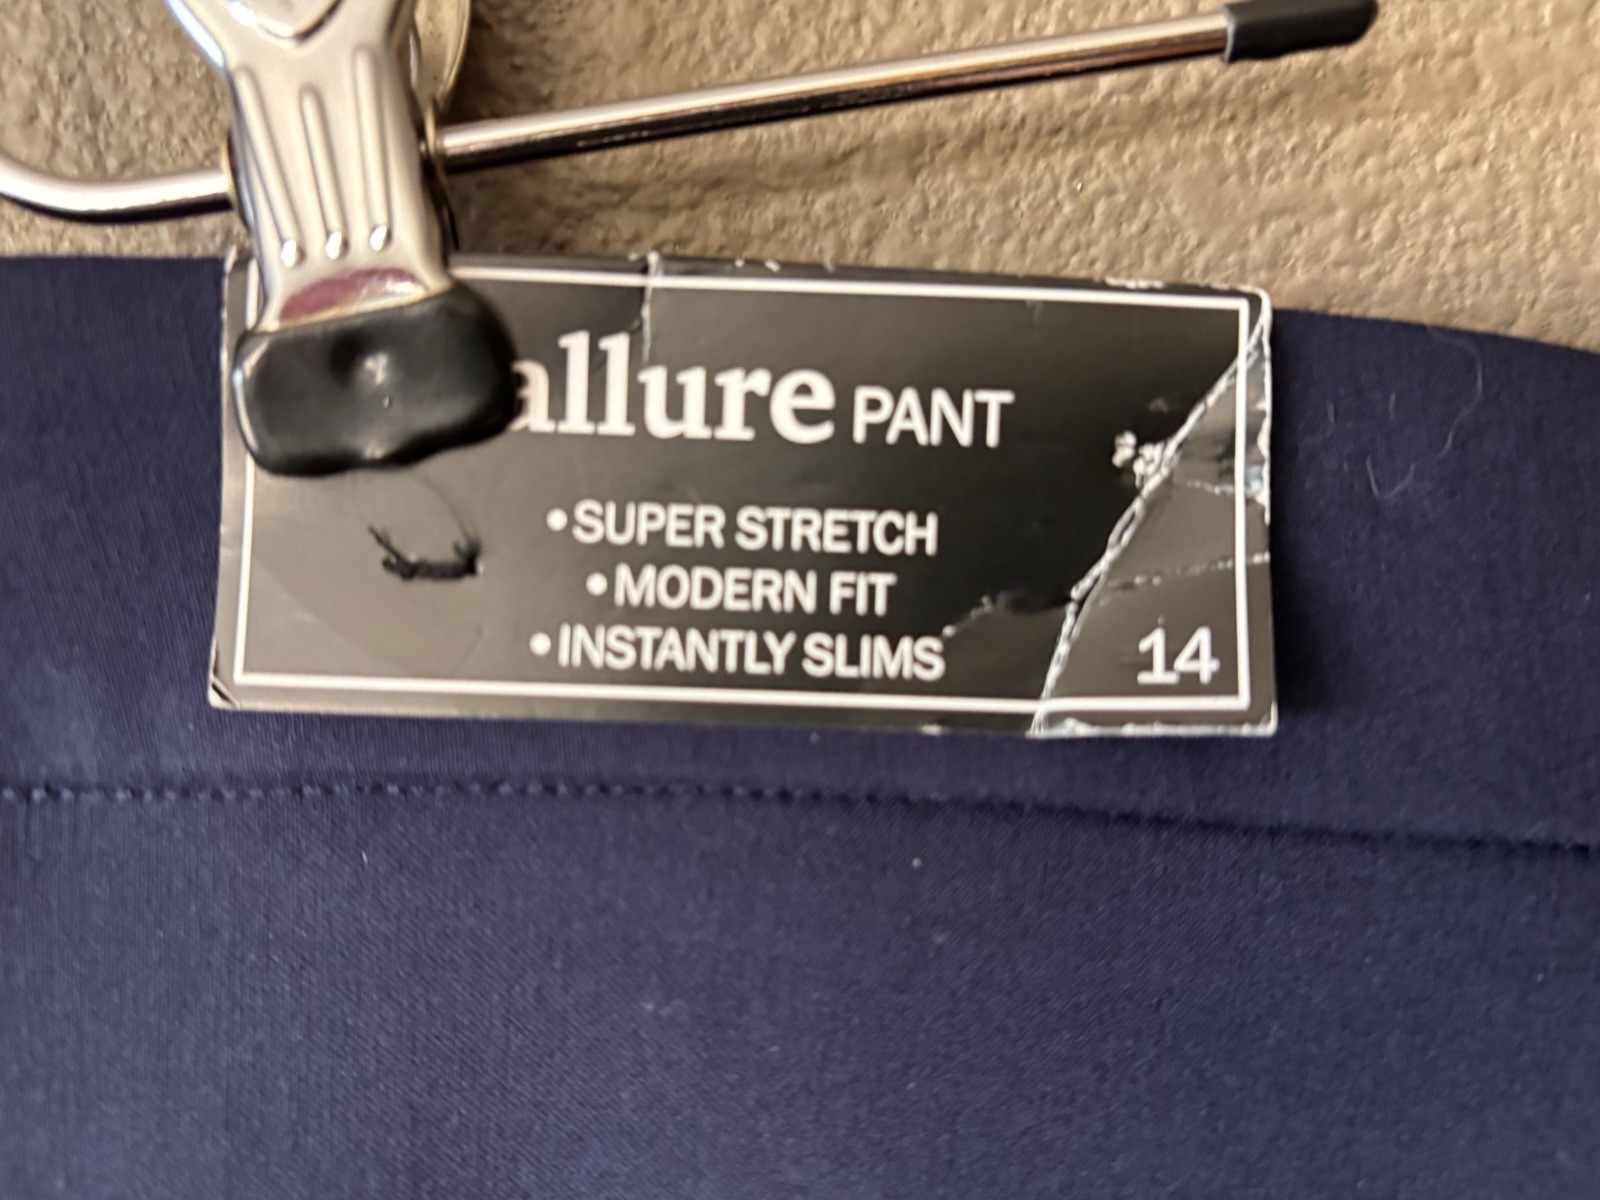 allure PANT
•SUPER STRETCH
•MODERN FIT
•INSTANTLY SLIMS
14